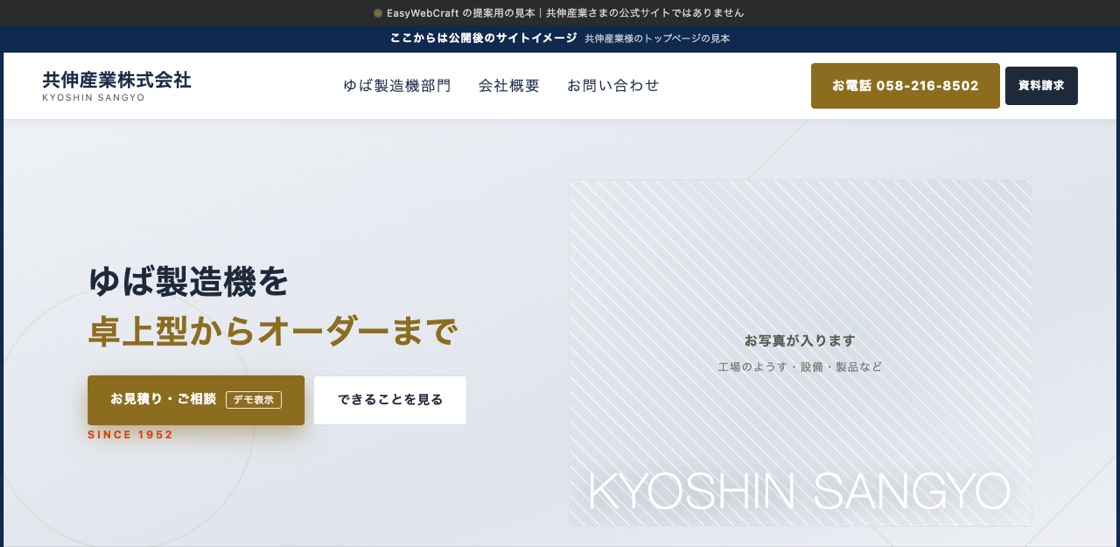 EasyWebCraft の提案用の見本｜共伸産業さまの公式サイトではありません
ここからは公開後のサイトイメージ 共伸産業様のトップページの見本
共伸産業株式会社
KYOSHIN SANGYO
ゆば製造機部門 会社概要 お問い合わせ
お電話 058-216-8502
資料請求
ゆば製造機を
卓上型からオーダーまで
お見積り・ご相談 デモ表示
できることを見る
SINCE 1952
お写真が入ります
工場のようす・設備・製品など
KYOSHIN SANGYO